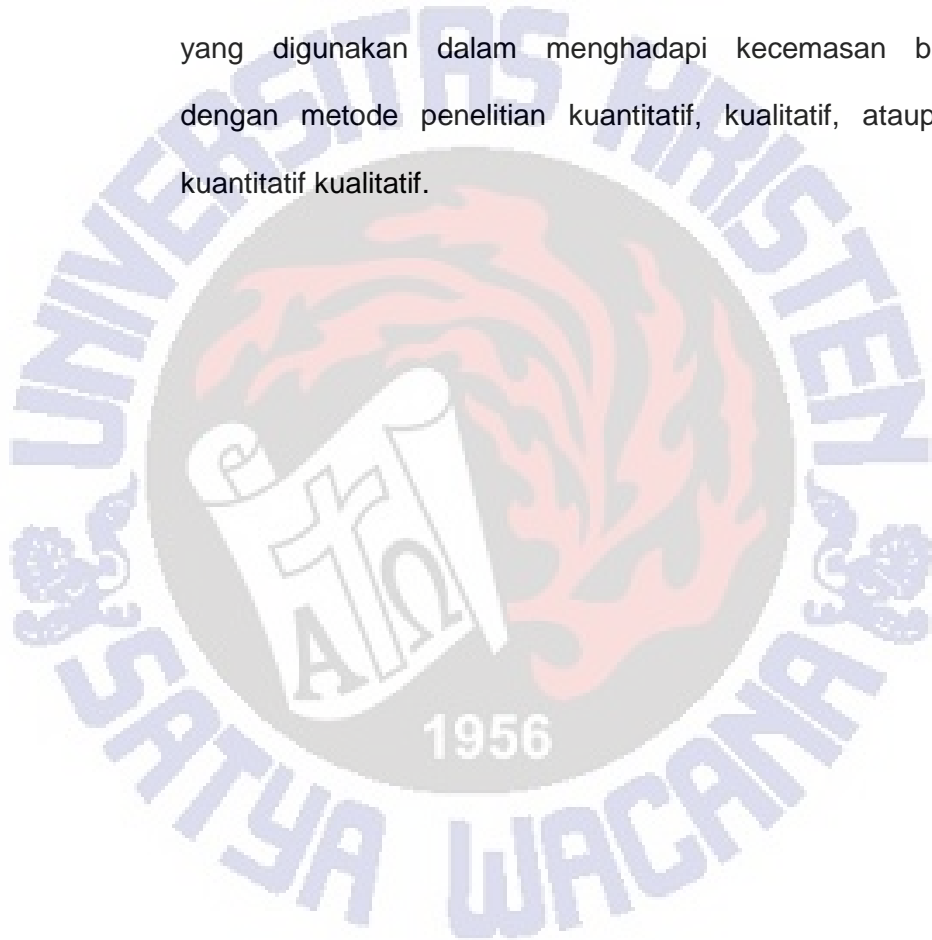 yang digunakan dalam menghadapi kecemasan b
dengan metode penelitian kuantitatif, kualitatif, ataup
kuantitatif kualitatif.
UNIVERSITAS KRISTEN
Α Ω
1956
SATYA WACANA